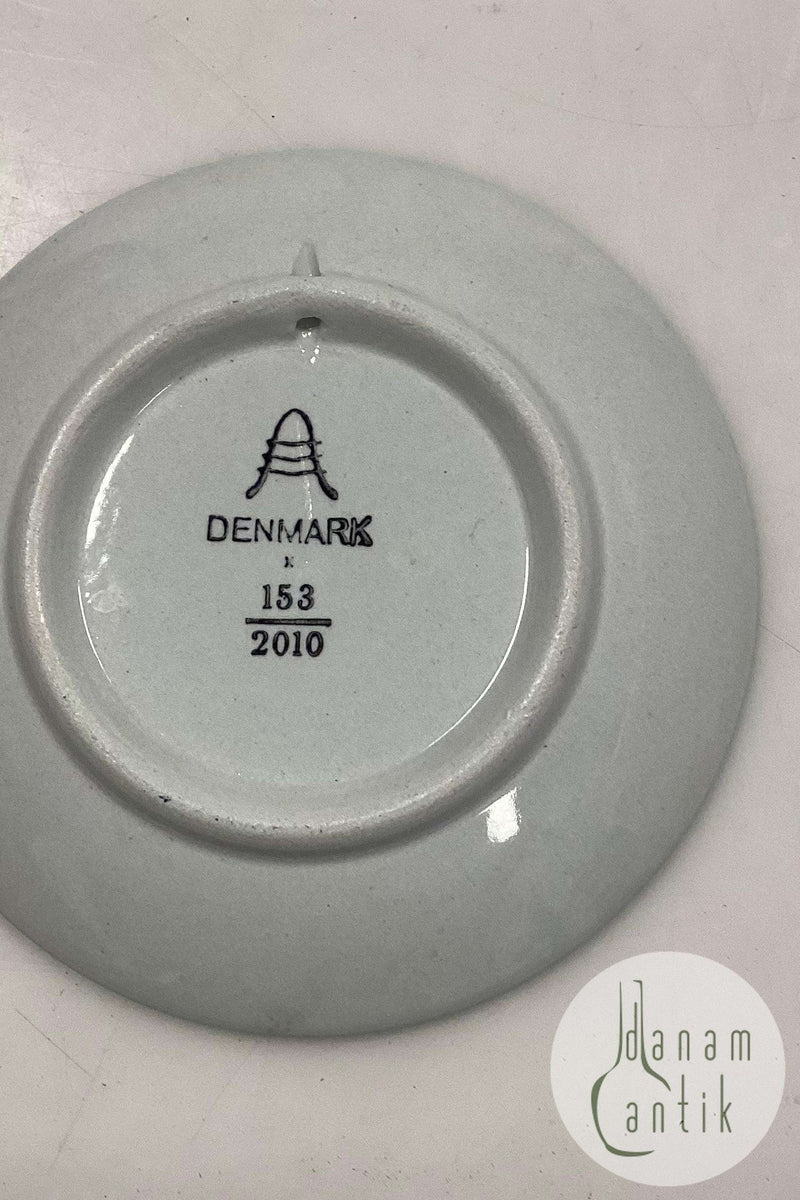 DENMARK
K
153
2010
danam
antik